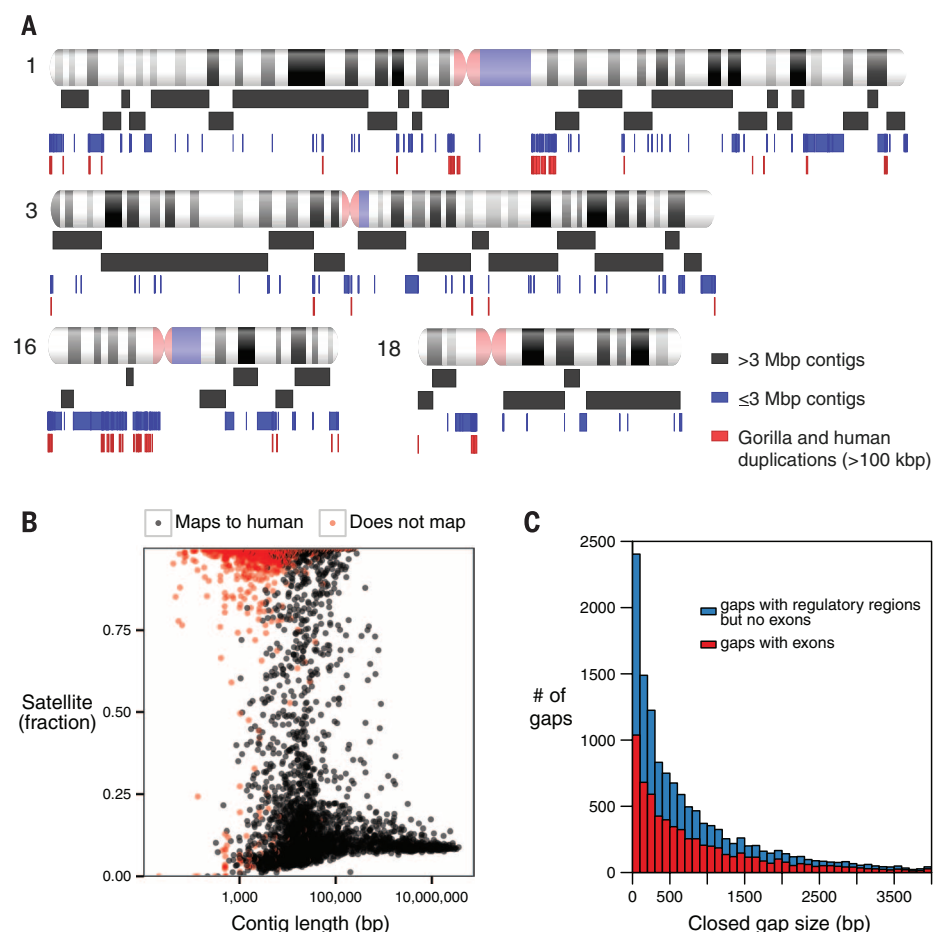 A
1
3
16
18
>3 Mbp contigs
≤3 Mbp contigs
Gorilla and human
duplications (>100 kbp)
B
Maps to human
Does not map
0.75
Satellite
(fraction)
0.50
0.25
0.00
1,000
100,000
10,000,000
Contig length (bp)
C
2500
gaps with regulatory regions
but no exons
2000
gaps with exons
1500
# of
gaps
1000
500
0
0
500
1500
2500
3500
Closed gap size (bp)